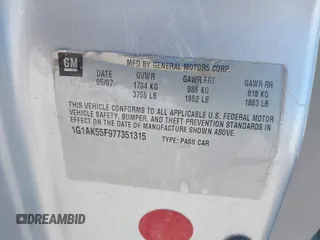 GM
MFD BY GENERAL MOTORS CORP.
DATE GVWR GAWR FRT GAWR RR
05/07 1704 KG 886 KG 818 KG
3755 LB 1952 LB 1803 LB
THIS VEHICLE CONFORMS TO ALL APPLICABLE U.S. FEDERAL MOTOR
VEHICLE SAFETY, BUMPER, AND THEFT PREVENTION STANDARDS IN
EFFECT ON THE DATE OF MANUFACTURE SHOWN ABOVE.
1G1AK55F977351315 TYPE: PASS CAR
DREAMBID